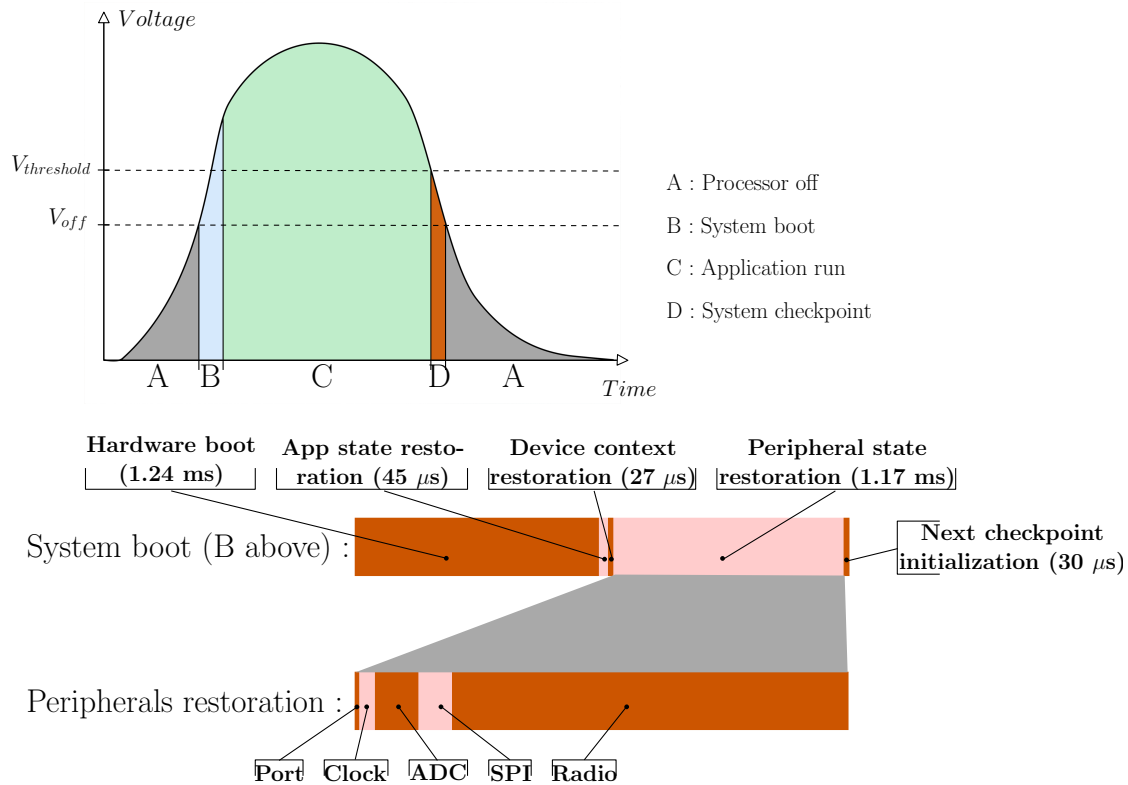 Voltage
V_threshold
V_off
A : Processor off
B : System boot
C : Application run
D : System checkpoint
A B C D A
Time
Hardware boot
(1.24 ms)
App state resto-
ration (45 μs)
Device context
restoration (27 μs)
Peripheral state
restoration (1.17 ms)
System boot (B above) :
Next checkpoint
initialization (30 μs)
Peripherals restoration :
Port Clock ADC SPI Radio